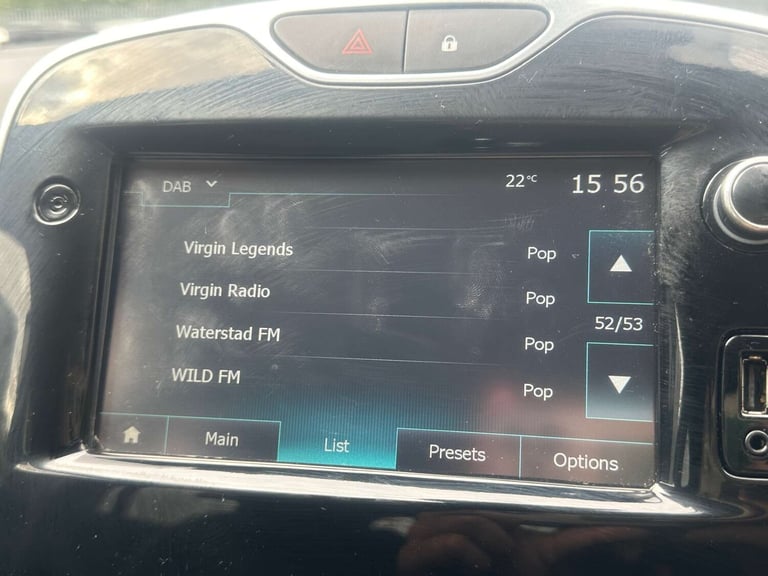 DAB 22°C 15 56
Virgin Legends Pop
Virgin Radio Pop
52/53
Waterstad FM Pop
WILD FM Pop
Main List Presets Options